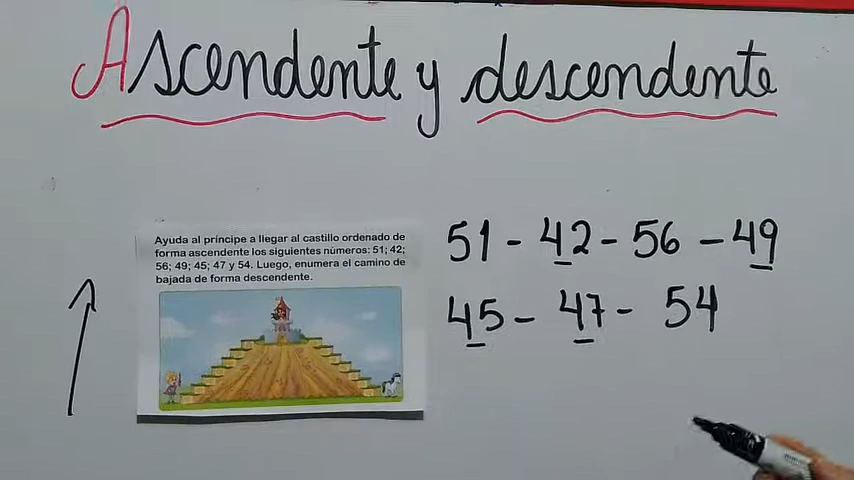 Ascendente y descendente
Ayuda al príncipe a llegar al castillo ordenado de
forma ascendente los siguientes números: 51; 42;
56; 49; 45; 47 y 54. Luego, enumera el camino de
bajada de forma descendente.
51 - 42 - 56 - 49
45 - 47 - 54